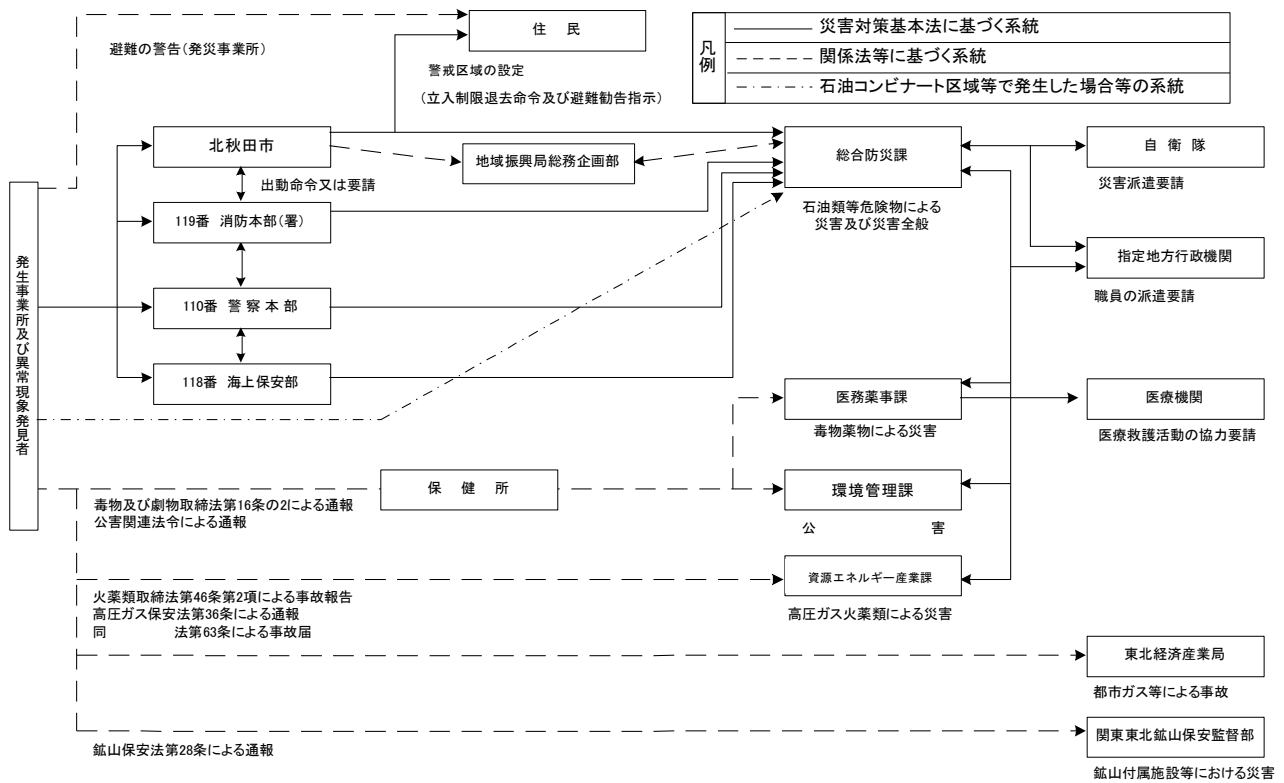 避難の警告(発災事業所)
住民
警戒区域の設定
(立入制限退去命令及び避難勧告指示)
凡例
災害対策基本法に基づく系統
関係法等に基づく系統
石油コンビナート区域等で発生した場合等の系統
発生事業所及び異常現象発見者
北秋田市
出動命令又は要請
119番 消防本部(署)
110番 警察本部
118番 海上保安部
地域振興局総務企画部
総合防災課
石油類等危険物による
災害及び災害全般
自衛隊
災害派遣要請
指定地方行政機関
職員の派遣要請
医務薬事課
毒物薬物による災害
医療機関
医療救護活動の協力要請
保健所
毒物及び劇物取締法第16条の2による通報
公害関連法令による通報
環境管理課
公 害
火薬類取締法第46条第2項による事故報告
高圧ガス保安法第36条による通報
同 法第63条による事故届
資源エネルギー産業課
高圧ガス火薬類による災害
東北経済産業局
都市ガス等による事故
鉱山保安法第28条による通報
関東東北鉱山保安監督部
鉱山付属施設等における災害